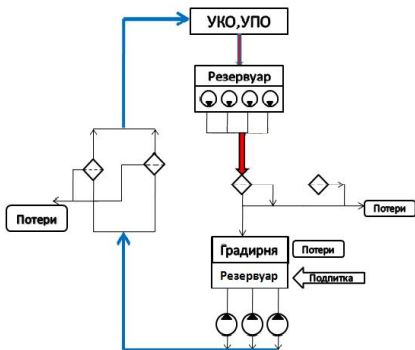 УКО,УПО
Резервуар
Потери
Потери
Градирня
Потери
Резервуар
Подпитка